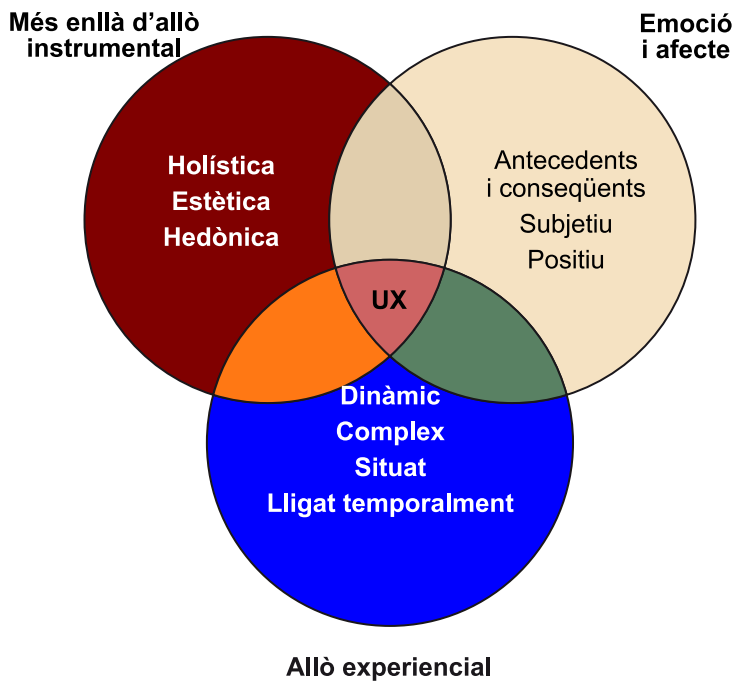 Més enllà d’allò
instrumental
Emoció
i afecte
Holística
Estètica
Hedònica
Antecedents
i conseqüents
Subjetiu
Positiu
UX
Dinàmic
Complex
Situat
Lligat temporalment
Allò experiencial